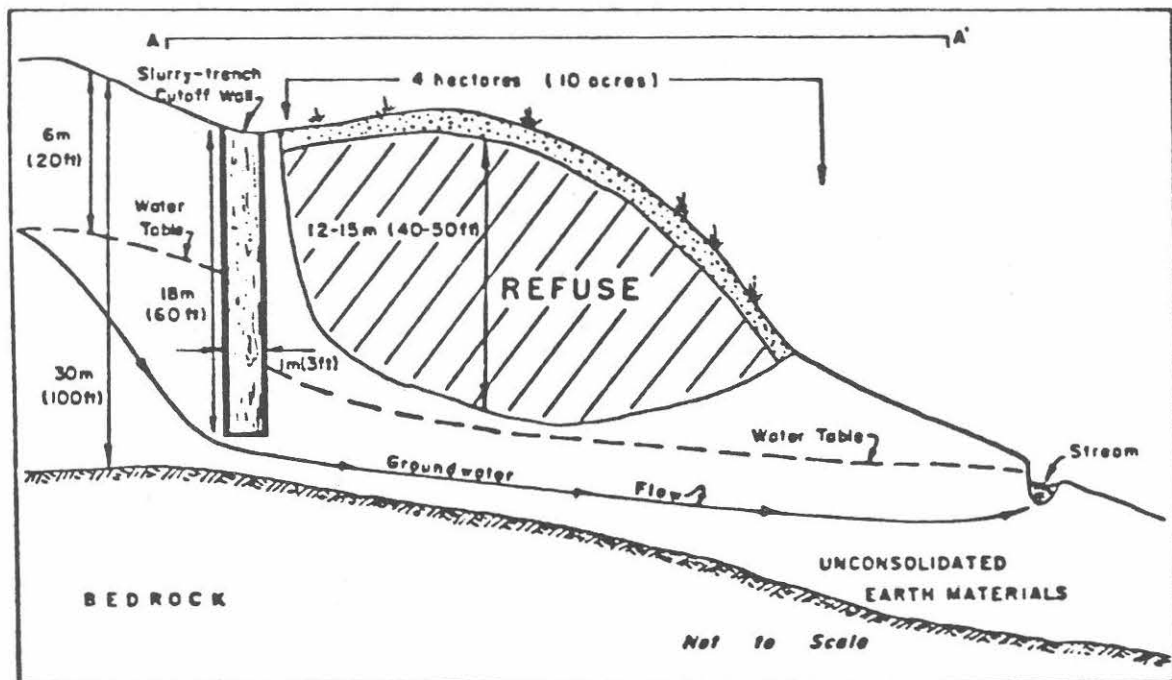 A
A'
4 hectares (10 acres)
Slurry-trench
Cutoff Wall
6m
(20ft)
Water
Table
12-15m (40-50ft)
REFUSE
18m
(60ft)
1m(3ft)
30m
(100ft)
Water Table
Stream
Groundwater
Flow
UNCONSOLIDATED
EARTH MATERIALS
BEDROCK
Not to Scale